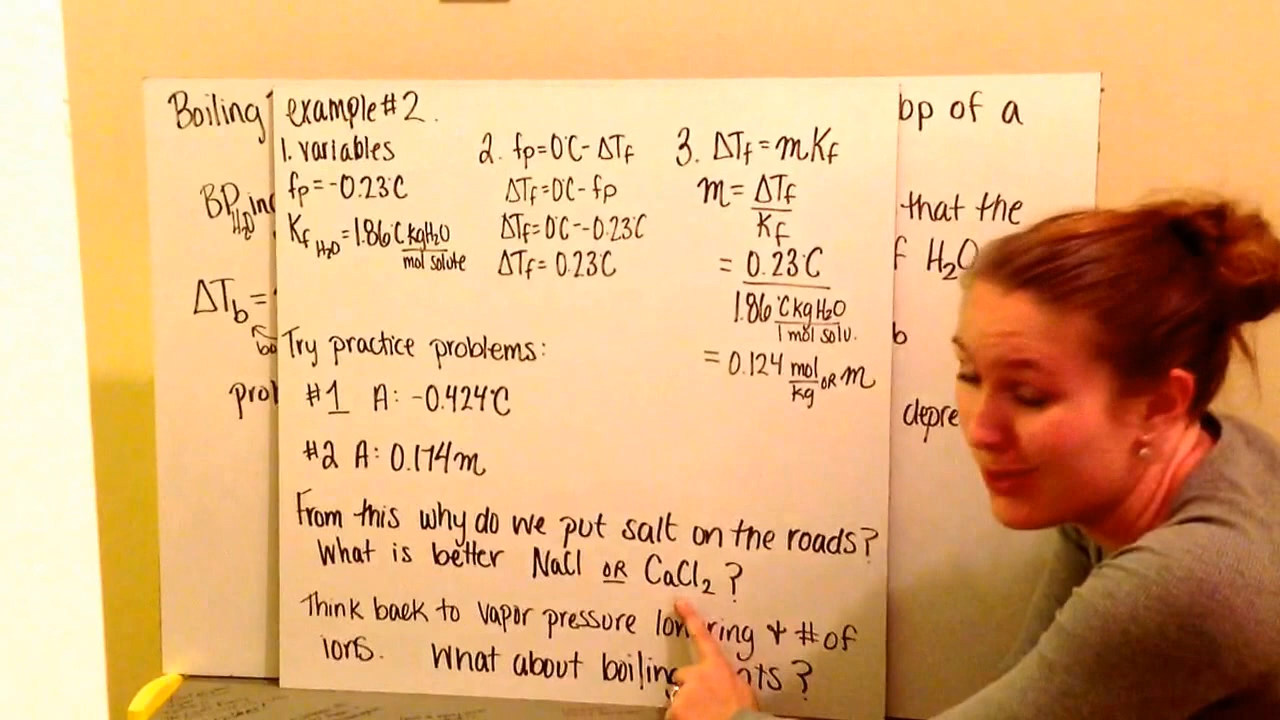 Boiling
BP H₂O inc
ΔTb =
bo
prob
example #2.
1. variables
fp = -0.23°C
Kf H₂O = 1.86°C kgH₂O
mol solute
2. fp = 0°C - ΔTf
ΔTf = 0°C - fp
ΔTf = 0°C - -0.23°C
ΔTf = 0.23°C
3. ΔTf = mKf
m = ΔTf
Kf
= 0.23°C
1.86°C kg H₂O
1 mol solu.
= 0.124 mol OR m
kg
Try practice problems:
#1 A: -0.424°C
#2 A: 0.174m
From this why do we put salt on the roads?
What is better NaCl OR CaCl₂?
Think back to vapor pressure lowering + # of
ions. What about boiling nts?
bp of a
that the
f H₂O
b
depre